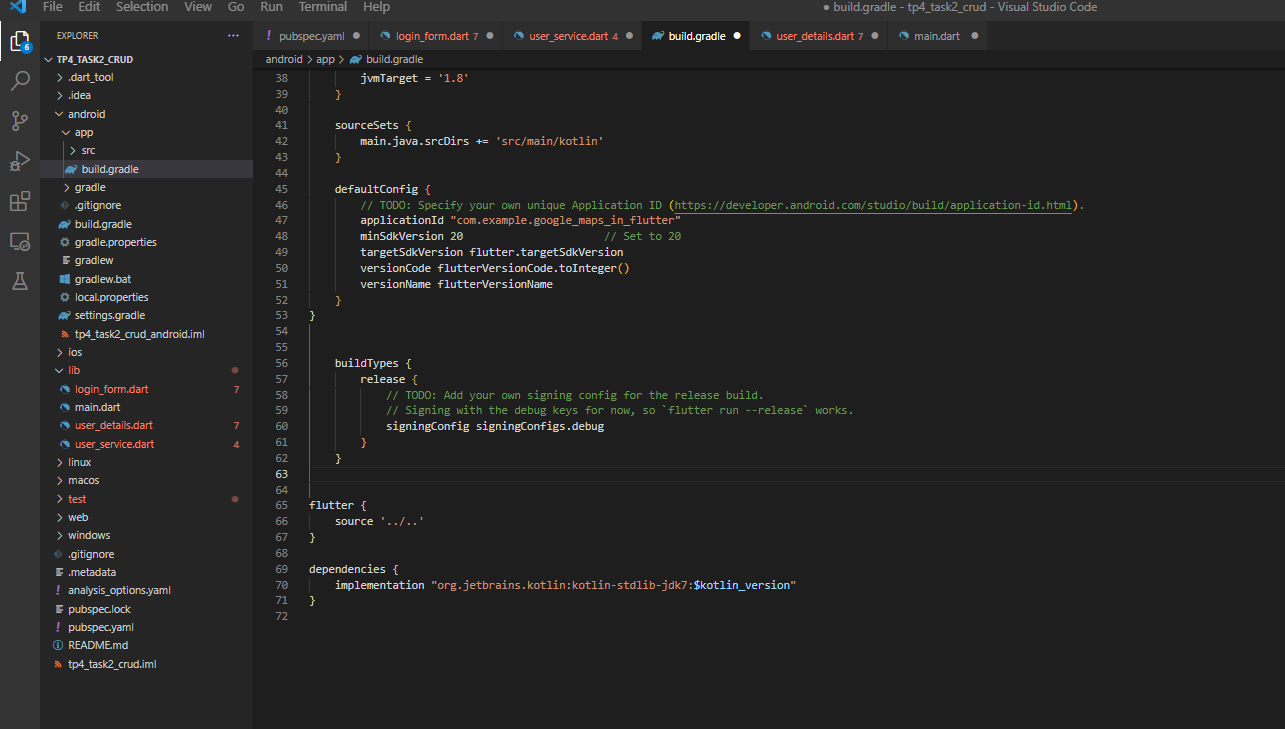 File Edit Selection View Go Run Terminal Help
● build.gradle - tp4_task2_crud - Visual Studio Code
EXPLORER ···
! pubspec.yaml ●
login_form.dart 7 ●
user_service.dart 4 ●
build.gradle ●
user_details.dart 7 ●
main.dart ●
6
TP4_TASK2_CRUD
.dart_tool
.idea
android
app
src
build.gradle
gradle
.gitignore
build.gradle
gradle.properties
gradlew
gradlew.bat
local.properties
settings.gradle
tp4_task2_crud_android.iml
ios
lib
login_form.dart 7
main.dart
user_details.dart 7
user_service.dart 4
linux
macos
test
web
windows
.gitignore
.metadata
analysis_options.yaml
pubspec.lock
! pubspec.yaml
README.md
tp4_task2_crud.iml
android > app > build.gradle
38 jvmTarget = '1.8'
39 }
40
41 sourceSets {
42 main.java.srcDirs += 'src/main/kotlin'
43 }
44
45 defaultConfig {
46 // TODO: Specify your own unique Application ID (https://developer.android.com/studio/build/application-id.html).
47 applicationId "com.example.google_maps_in_flutter"
48 minSdkVersion 20 // Set to 20
49 targetSdkVersion flutter.targetSdkVersion
50 versionCode flutterVersionCode.toInteger()
51 versionName flutterVersionName
52 }
53 }
54
55
56 buildTypes {
57 release {
58 // TODO: Add your own signing config for the release build.
59 // Signing with the debug keys for now, so `flutter run --release` works.
60 signingConfig signingConfigs.debug
61 }
62 }
63
64
65 flutter {
66 source '../..'
67 }
68
69 dependencies {
70 implementation "org.jetbrains.kotlin:kotlin-stdlib-jdk7:$kotlin_version"
71 }
72